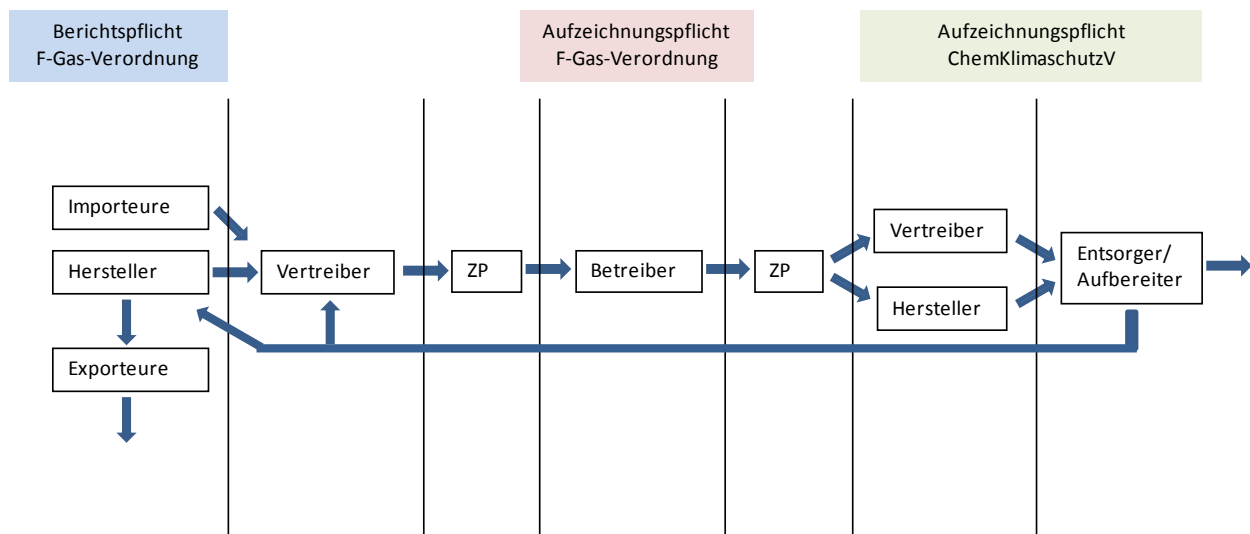 Berichtspflicht
F-Gas-Verordnung
Aufzeichnungspflicht
F-Gas-Verordnung
Aufzeichnungspflicht
ChemKlimaschutzV
Importeure
Hersteller
Vertreiber
ZP
Betreiber
ZP
Vertreiber
Hersteller
Entsorger/
Aufbereiter
Exporteure